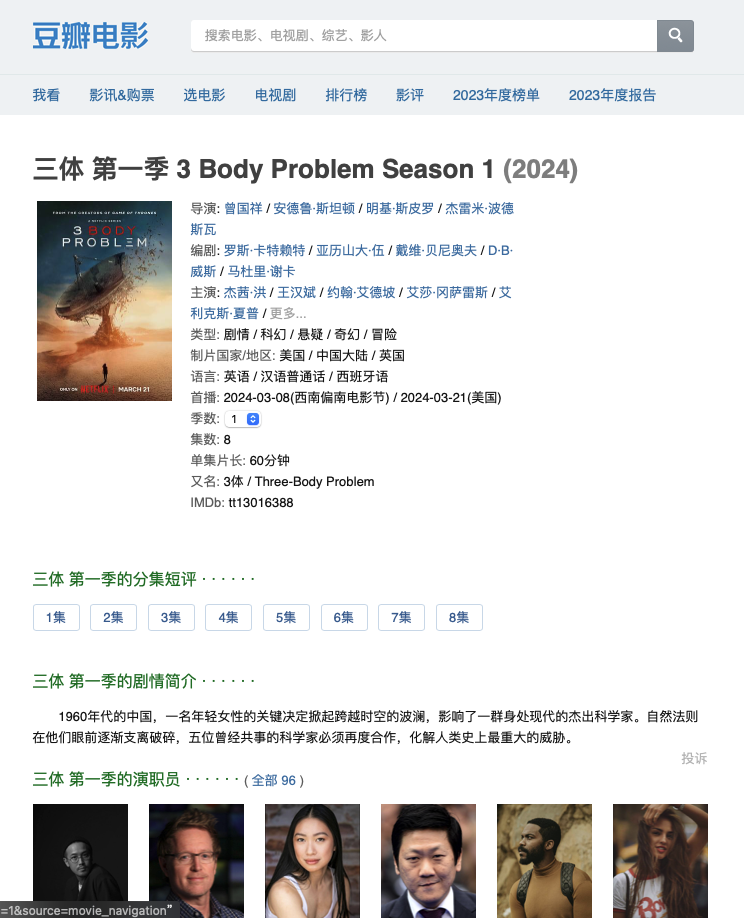 豆瓣电影
搜索电影、电视剧、综艺、影人
我看 影讯&购票 选电影 电视剧 排行榜 影评 2023年度榜单 2023年度报告
三体 第一季 3 Body Problem Season 1 (2024)
FROM THE CREATORS OF GAME OF THRONES
A NETFLIX SERIES
3 BODY
PROBLEM
ONLY ON NETFLIX MARCH 21
导演: 曾国祥 / 安德鲁·斯坦顿 / 明基·斯皮罗 / 杰雷米·波德
斯瓦
编剧: 罗斯·卡特赖特 / 亚历山大·伍 / 戴维·贝尼奥夫 / D·B·
威斯 / 马杜里·谢卡
主演: 杰茜·洪 / 王汉斌 / 约翰·艾德坡 / 艾莎·冈萨雷斯 / 艾
利克斯·夏普 / 更多...
类型: 剧情 / 科幻 / 悬疑 / 奇幻 / 冒险
制片国家/地区: 美国 / 中国大陆 / 英国
语言: 英语 / 汉语普通话 / 西班牙语
首播: 2024-03-08(西南偏南电影节) / 2024-03-21(美国)
季数: 1
集数: 8
单集片长: 60分钟
又名: 3体 / Three-Body Problem
IMDb: tt13016388
三体 第一季的分集短评 · · · · · ·
1集 2集 3集 4集 5集 6集 7集 8集
三体 第一季的剧情简介 · · · · · ·
1960年代的中国，一名年轻女性的关键决定掀起跨越时空的波澜，影响了一群身处现代的杰出科学家。自然法则
在他们眼前逐渐支离破碎，五位曾经共事的科学家必须再度合作，化解人类史上最重大的威胁。
投诉
三体 第一季的演职员 · · · · · · ( 全部 96 )
=1&source=movie_navigation”